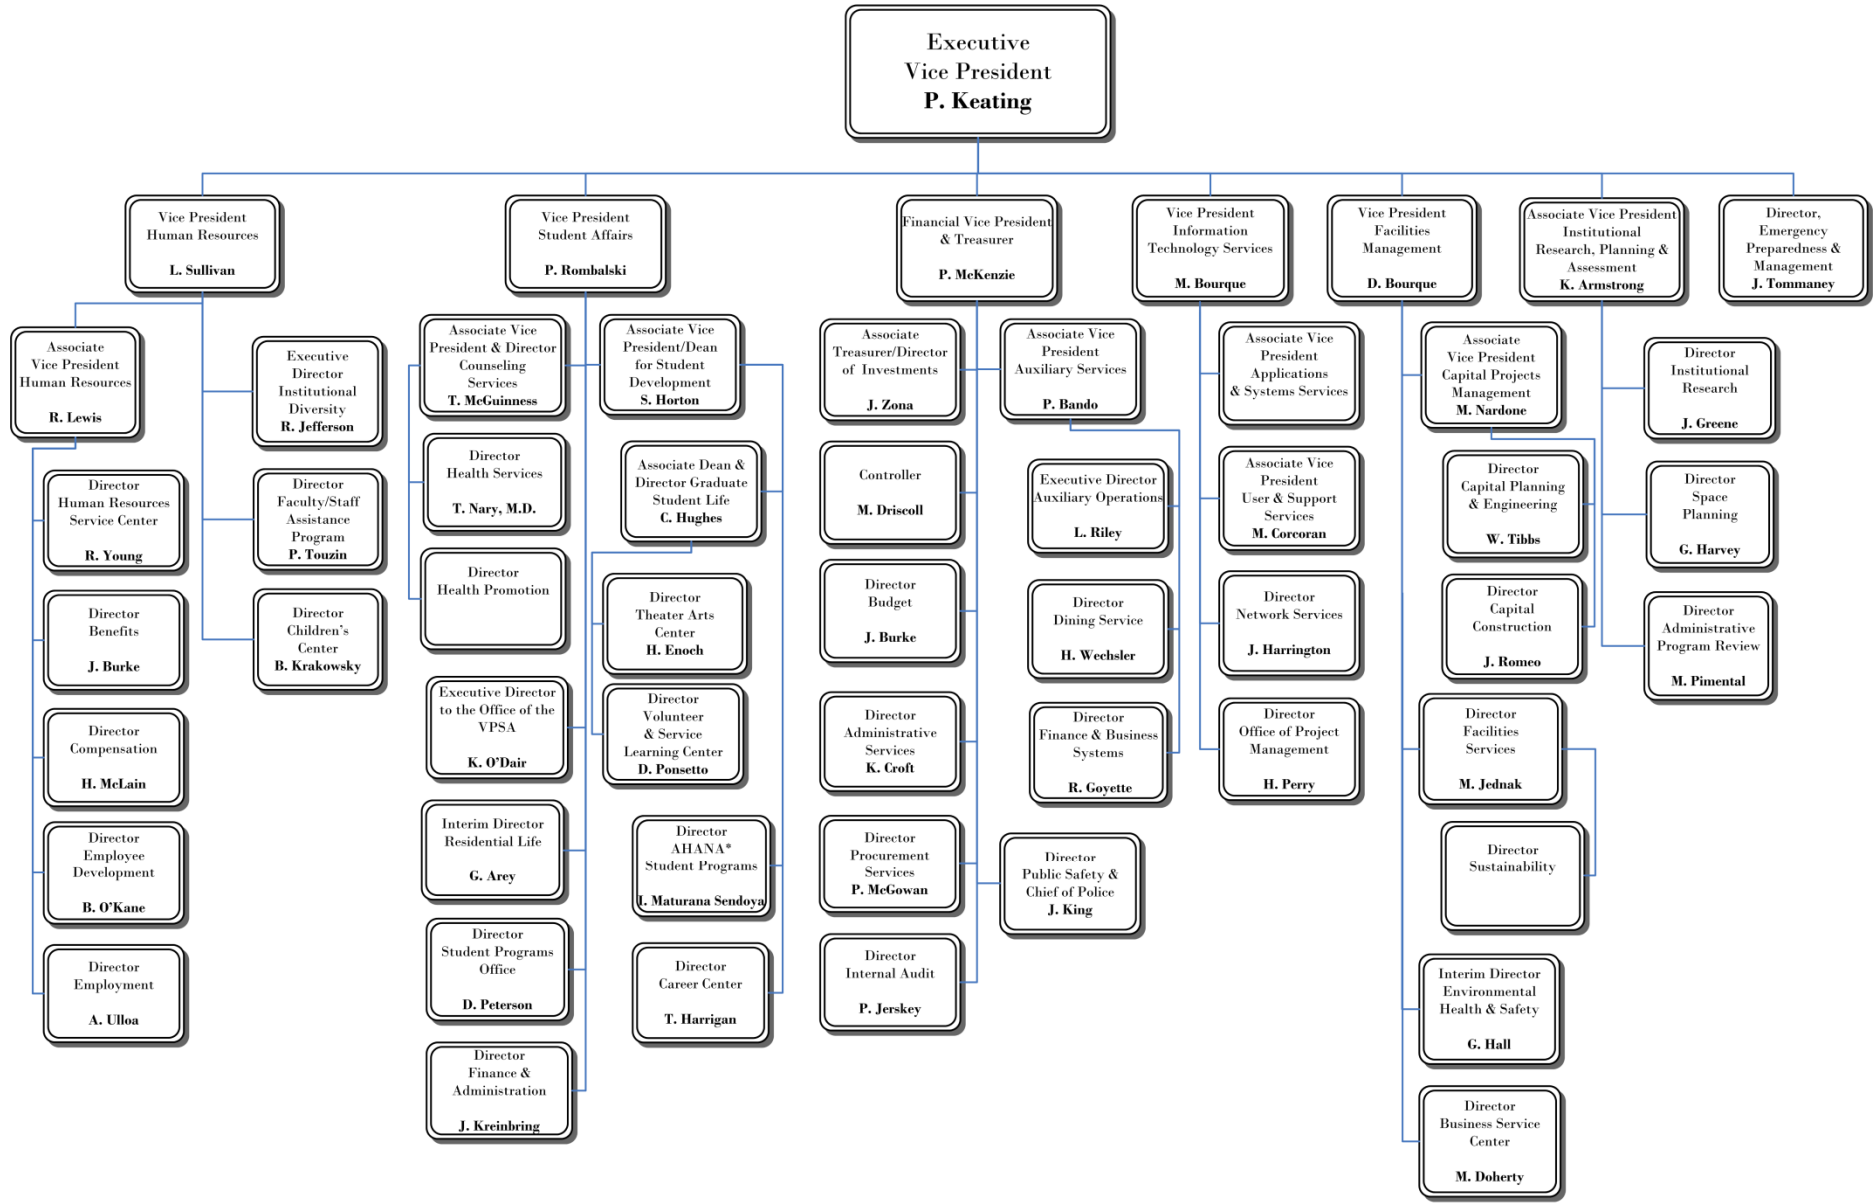 Executive
Vice President
P. Keating
Vice President
Human Resources
L. Sullivan
Vice President
Student Affairs
P. Rombalski
Financial Vice President
& Treasurer
P. McKenzie
Vice President
Information
Technology Services
M. Bourque
Vice President
Facilities
Management
D. Bourque
Associate Vice President
Institutional
Research, Planning &
Assessment
K. Armstrong
Director,
Emergency
Preparedness &
Management
J. Tommaney
Associate
Vice President
Human Resources
R. Lewis
Executive
Director
Institutional
Diversity
R. Jefferson
Director
Human Resources
Service Center
R. Young
Director
Faculty/Staff
Assistance
Program
P. Touzin
Director
Benefits
J. Burke
Director
Children's
Center
B. Krakowsky
Director
Compensation
H. McLain
Director
Employee
Development
B. O'Kane
Director
Employment
A. Ulloa
Associate Vice
President & Director
Counseling
Services
T. McGuinness
Associate Vice
President/Dean
for Student
Development
S. Horton
Director
Health Services
T. Nary, M.D.
Associate Dean &
Director Graduate
Student Life
C. Hughes
Director
Health Promotion
Director
Theater Arts
Center
H. Enoch
Executive Director
to the Office of the
VPSA
K. O'Dair
Director
Volunteer
& Service
Learning Center
D. Ponsetto
Interim Director
Residential Life
G. Arey
Director
AHANA*
Student Programs
I. Maturana Sendoya
Director
Student Programs
Office
D. Peterson
Director
Career Center
T. Harrigan
Director
Finance &
Administration
J. Kreinbring
Associate
Treasurer/Director
of Investments
J. Zona
Associate Vice
President
Auxiliary Services
P. Bando
Controller
M. Driscoll
Executive Director
Auxiliary Operations
L. Riley
Director
Budget
J. Burke
Director
Dining Service
H. Wechsler
Director
Administrative
Services
K. Croft
Director
Finance & Business
Systems
R. Goyette
Director
Procurement
Services
P. McGowan
Director
Public Safety &
Chief of Police
J. King
Director
Internal Audit
P. Jerskey
Associate Vice
President
Applications
& Systems Services
Associate Vice
President
User & Support
Services
M. Corcoran
Director
Network Services
J. Harrington
Director
Office of Project
Management
H. Perry
Associate
Vice President
Capital Projects
Management
M. Nardone
Director
Capital Planning
& Engineering
W. Tibbs
Director
Capital
Construction
J. Romeo
Director
Facilities
Services
M. Jednak
Director
Sustainability
Interim Director
Environmental
Health & Safety
G. Hall
Director
Business Service
Center
M. Doherty
Director
Institutional
Research
J. Greene
Director
Space
Planning
G. Harvey
Director
Administrative
Program Review
M. Pimental